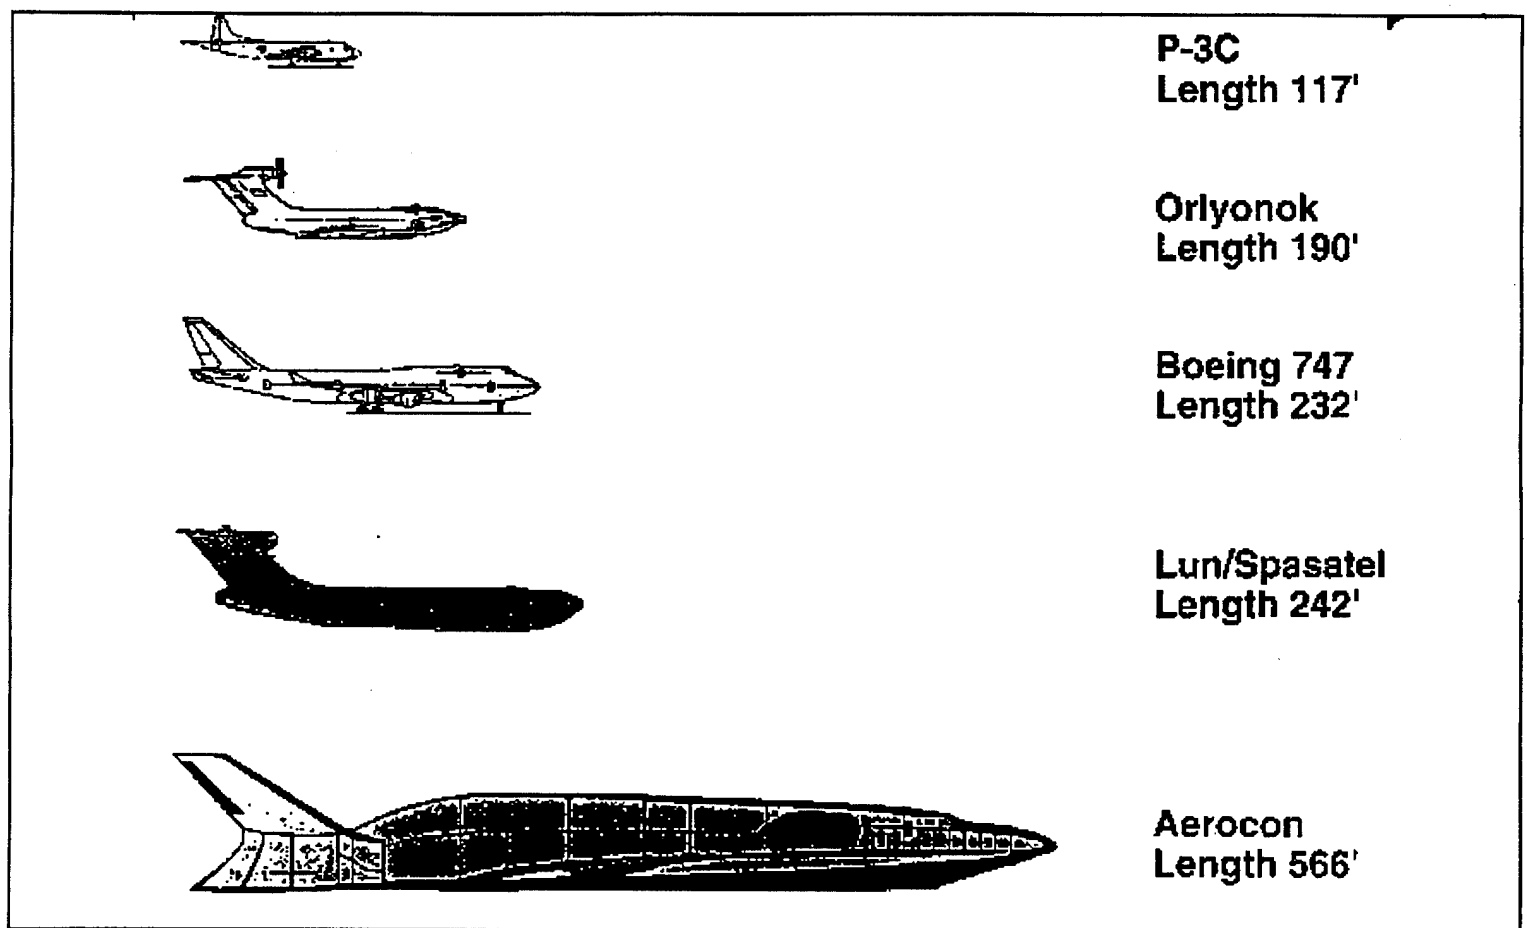 P-3C
Length 117'
Orlyonok
Length 190'
Boeing 747
Length 232'
Lun/Spasatel
Length 242'
Aerocon
Length 566'